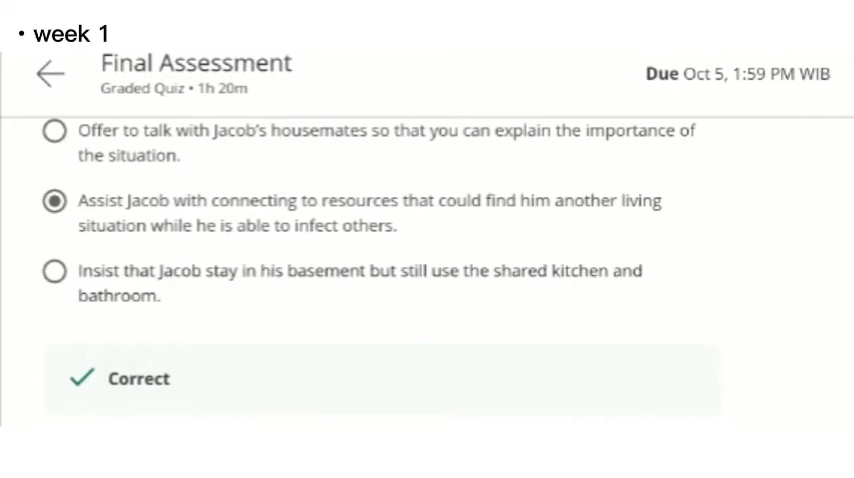 • week 1
Final Assessment
Graded Quiz • 1h 20m
Due Oct 5, 1:59 PM WIB
Offer to talk with Jacob's housemates so that you can explain the importance of
the situation.
Assist Jacob with connecting to resources that could find him another living
situation while he is able to infect others.
Insist that Jacob stay in his basement but still use the shared kitchen and
bathroom.
Correct